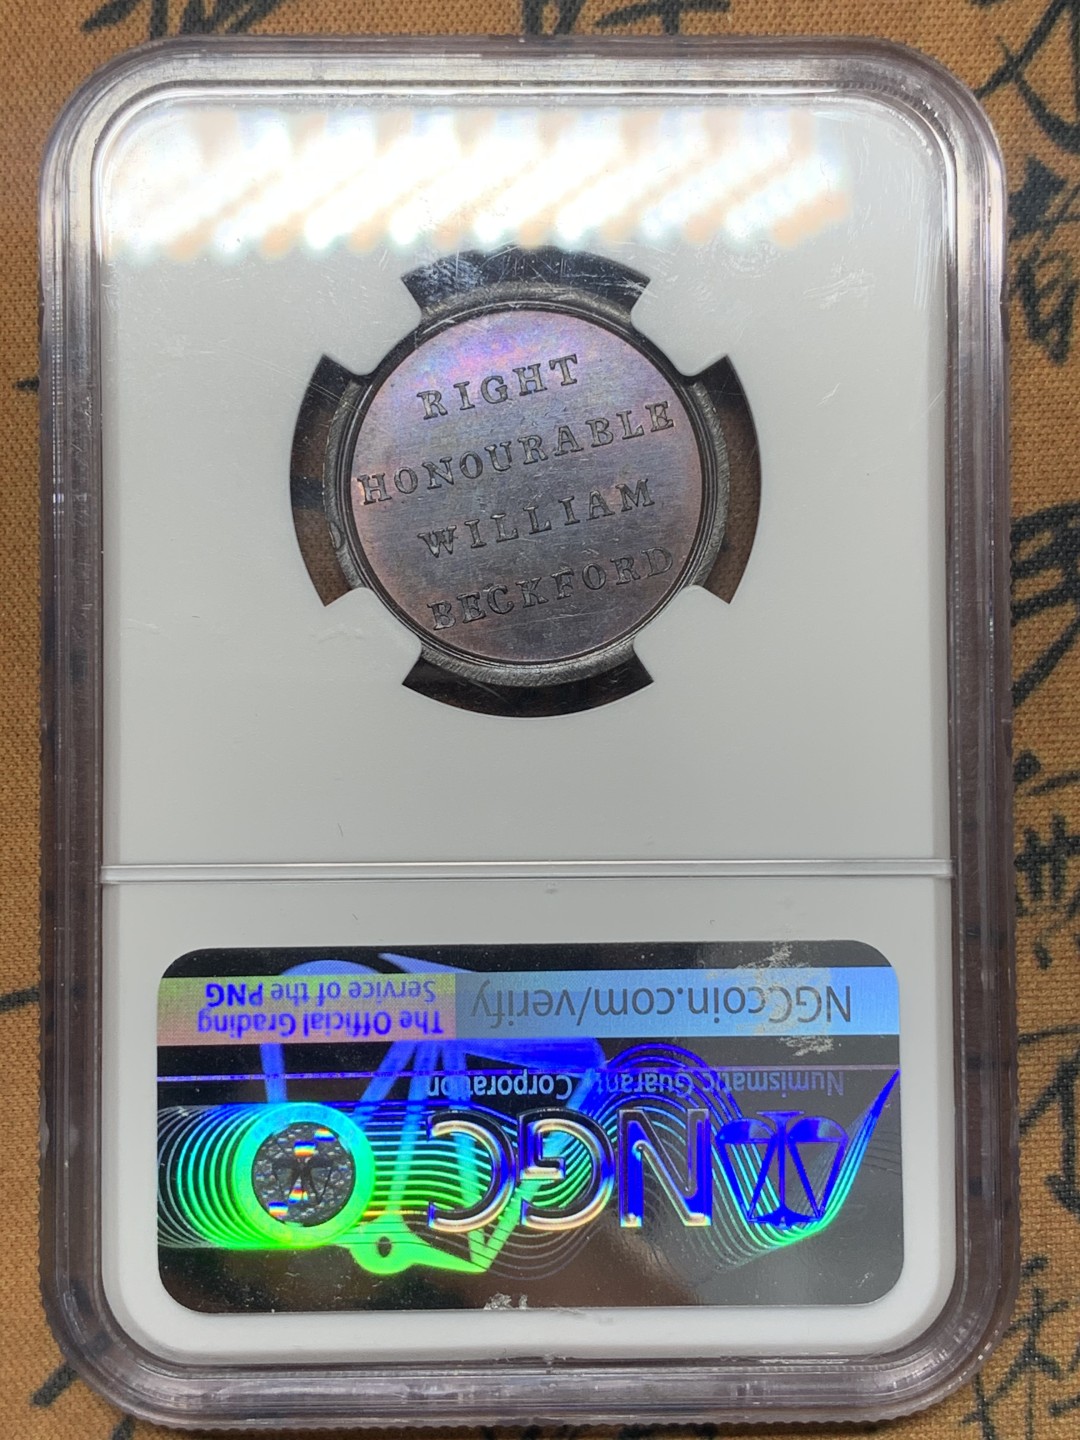 RIGHT
HONOURABLE
WILLIAM
BECKFORD
NGCcoin.com/verify
The Official Grading
Service of the PNG
Numismatic Guaranty Corporation
NGC